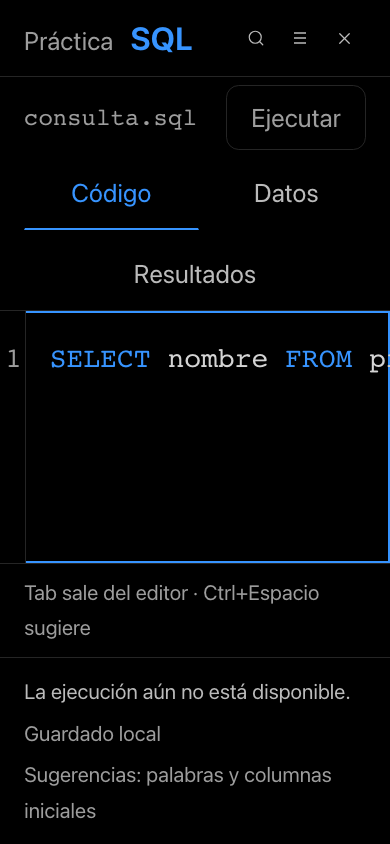 Práctica SQL
consulta.sql
Ejecutar
Código
Datos
Resultados
1 SELECT nombre FROM
Tab sale del editor · Ctrl+Espacio
sugiere
La ejecución aún no está disponible.
Guardado local
Sugerencias: palabras y columnas
iniciales